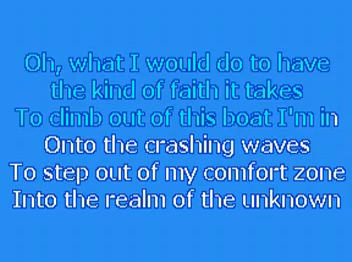 Oh, what I would do to have
the kind of faith it takes
To climb out of this boat I'm in
Onto the crashing waves
To step out of my comfort zone
Into the realm of the unknown